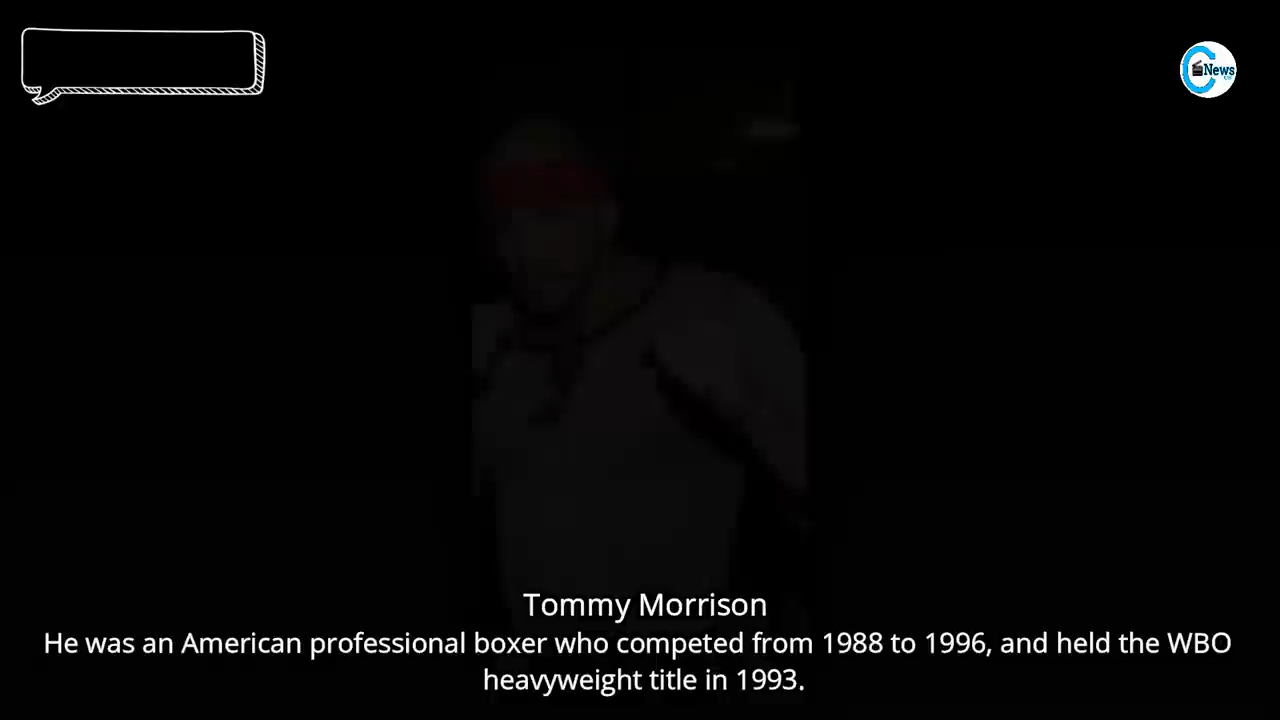 News
Tommy Morrison
He was an American professional boxer who competed from 1988 to 1996, and held the WBO
heavyweight title in 1993.